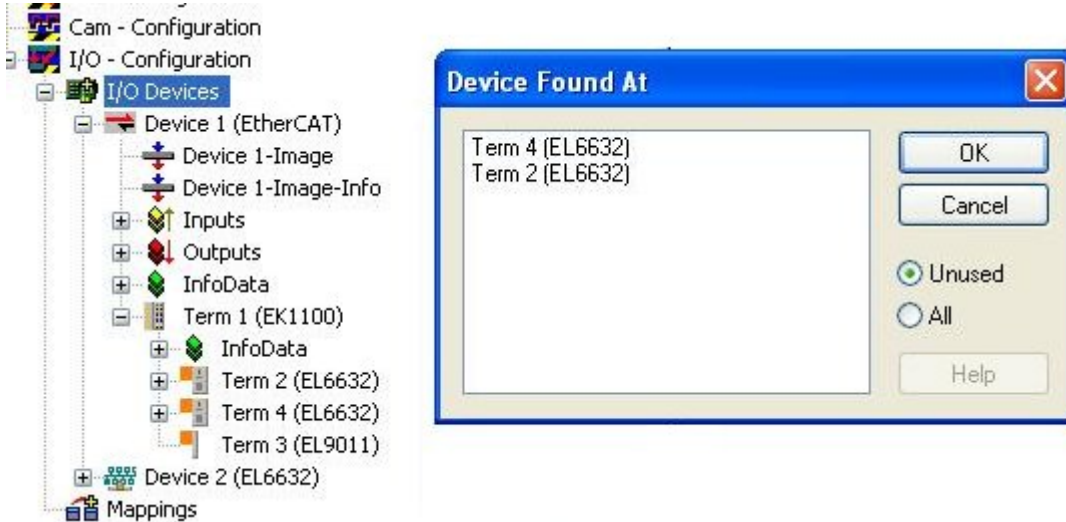 Cam - Configuration
I/O - Configuration
I/O Devices
Device 1 (EtherCAT)
Device 1-Image
Device 1-Image-Info
Inputs
Outputs
InfoData
Term 1 (EK1100)
InfoData
Term 2 (EL6632)
Term 4 (EL6632)
Term 3 (EL9011)
Device 2 (EL6632)
Mappings
Device Found At
Term 4 (EL6632)
Term 2 (EL6632)
OK
Cancel
Unused
All
Help